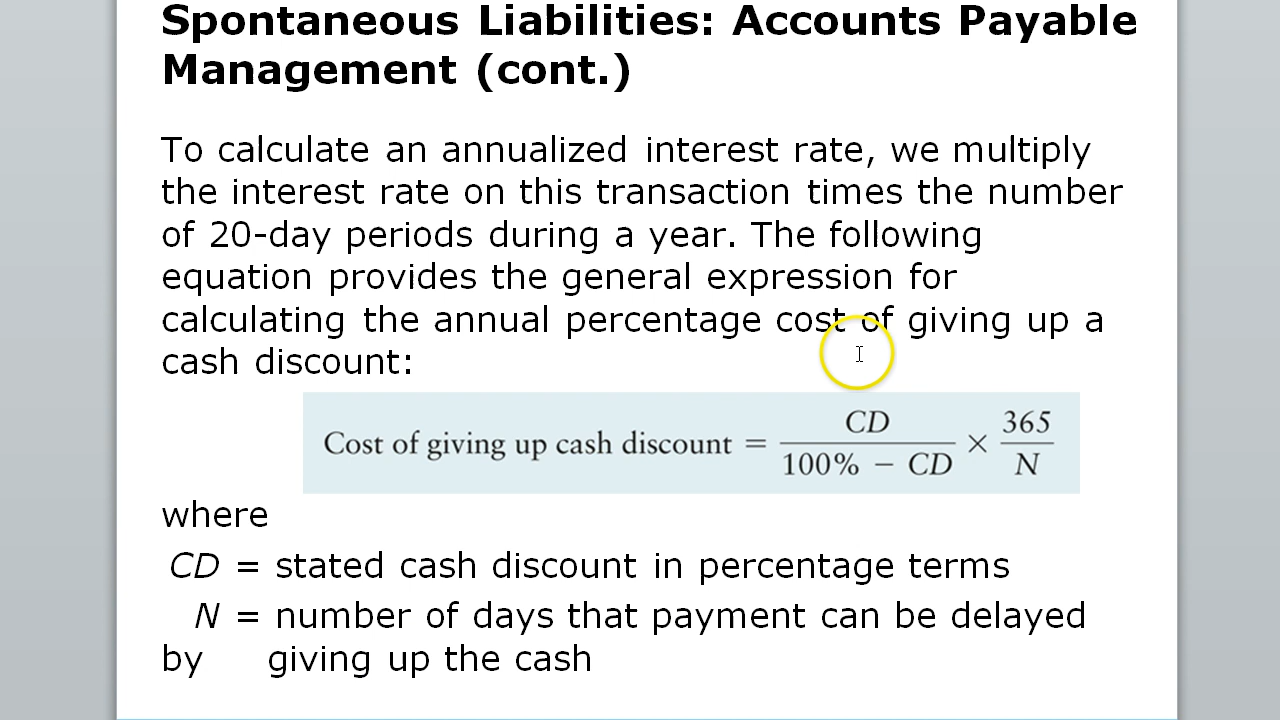 Spontaneous Liabilities: Accounts Payable
Management (cont.)
To calculate an annualized interest rate, we multiply
the interest rate on this transaction times the number
of 20-day periods during a year. The following
equation provides the general expression for
calculating the annual percentage cost of giving up a
cash discount:
Cost of giving up cash discount = CD / (100% − CD) × 365 / N
where
CD = stated cash discount in percentage terms
N = number of days that payment can be delayed
by giving up the cash